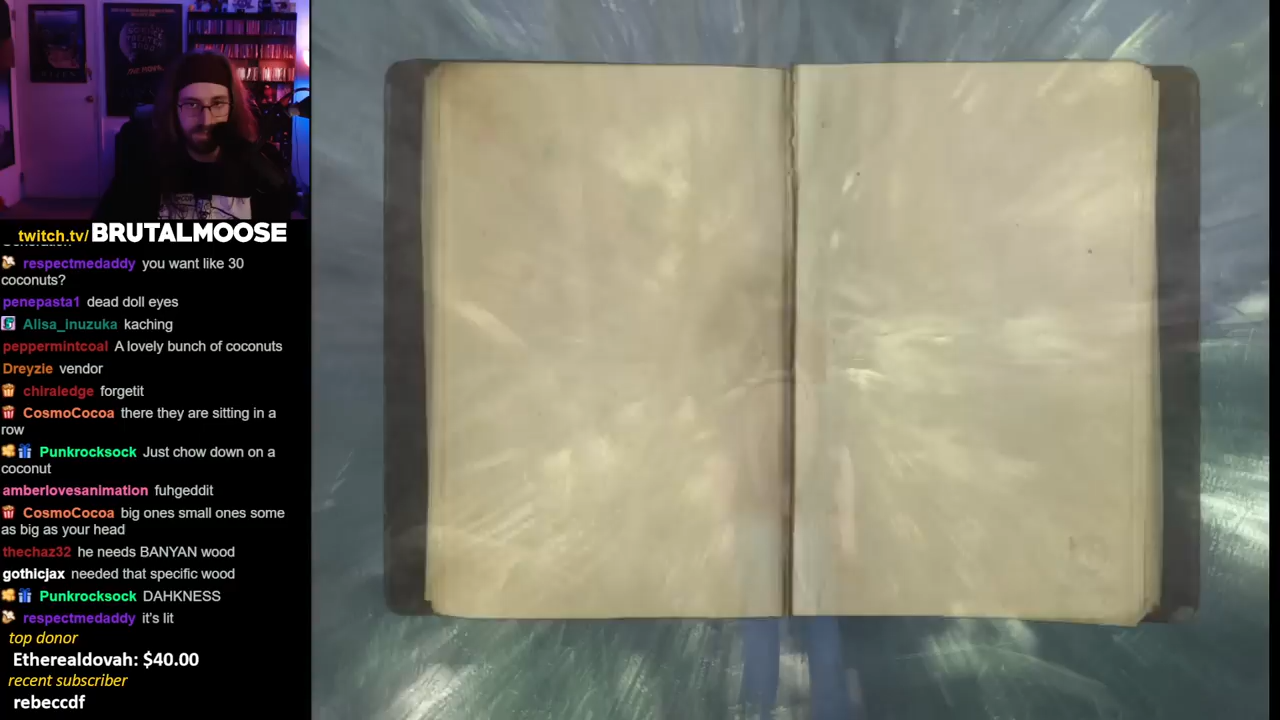 twitch.tv/BRUTALMOOSE
respectmedaddy you want like 30
coconuts?
penepasta1 dead doll eyes
Alisa_inuzuka kaching
peppermintcoal A lovely bunch of coconuts
Dreyzie vendor
chiraledge forgetit
CosmoCocoa there they are sitting in a
row
Punkrocksock Just chow down on a
coconut
amberlovesanimation fuhgeddit
CosmoCocoa big ones small ones some
as big as your head
thechaz32 he needs BANYAN wood
gothicjax needed that specific wood
Punkrocksock DAHKNESS
respectmedaddy it's lit
top donor
Etherealdovah: $40.00
recent subscriber
rebeccdf